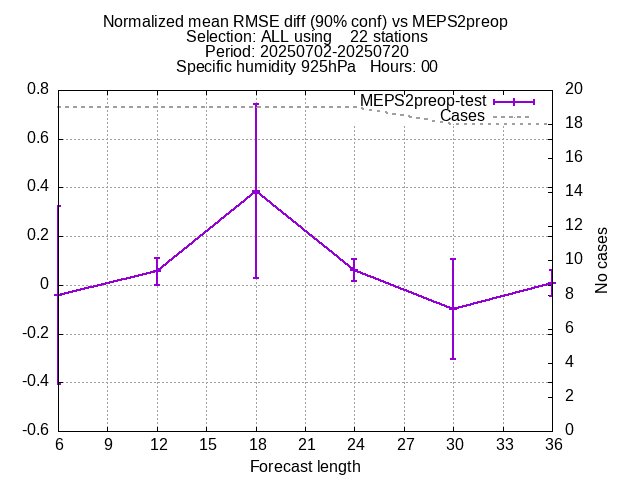 Normalized mean RMSE diff (90% conf) vs MEPS2preop
Selection: ALL using    22 stations
Period: 20250702-20250720
Specific humidity 925hPa   Hours: 00
MEPS2preop-test
Cases
0.8
0.6
0.4
0.2
0
-0.2
-0.4
-0.6
20
18
16
14
12
10
8
6
4
2
0
No cases
6 9 12 15 18 21 24 27 30 33 36
Forecast length